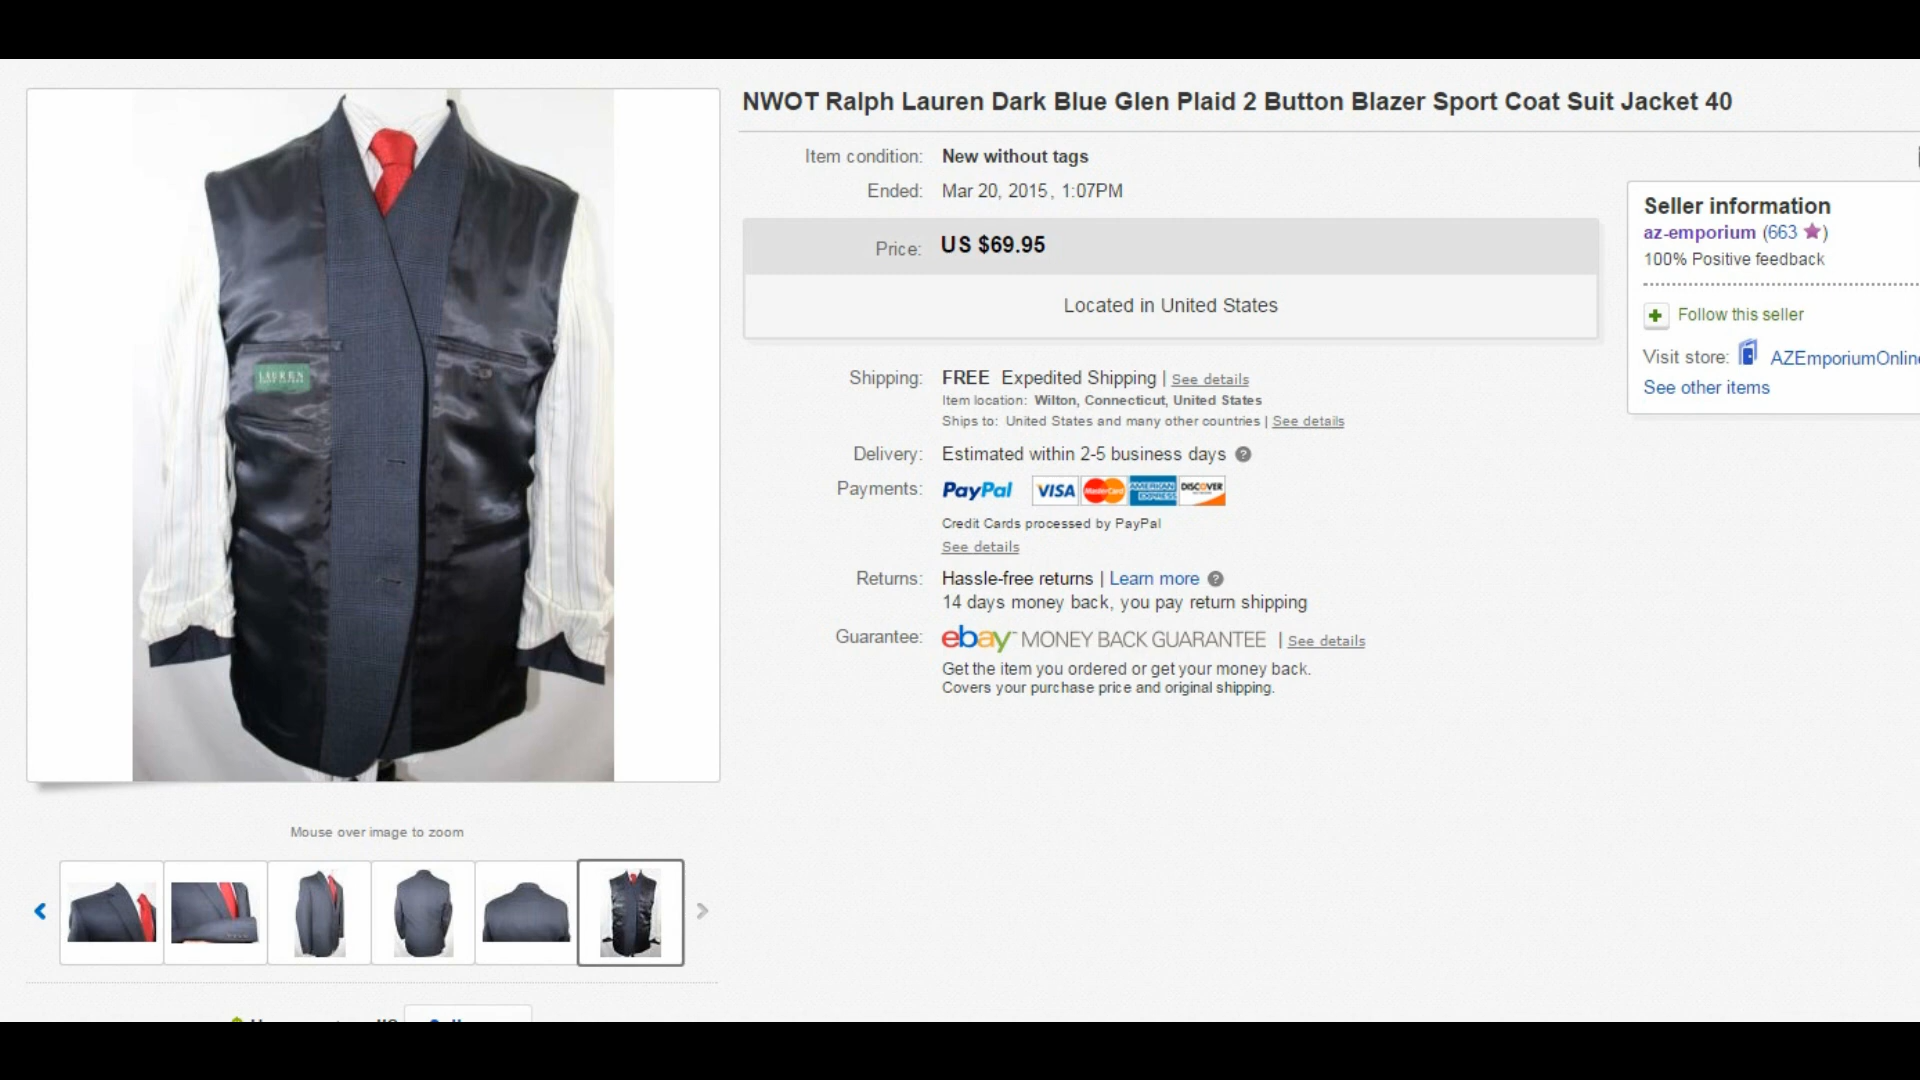 NWOT Ralph Lauren Dark Blue Glen Plaid 2 Button Blazer Sport Coat Suit Jacket 40
Item condition: New without tags
Ended: Mar 20, 2015, 1:07PM
Price: US $69.95
Located in United States
Shipping: FREE Expedited Shipping | See details
Item location: Wilton, Connecticut, United States
Ships to: United States and many other countries | See details
Delivery: Estimated within 2-5 business days ?
Payments: PayPal VISA MasterCard AMERICAN EXPRESS DISCOVER
Credit Cards processed by PayPal
See details
Returns: Hassle-free returns | Learn more ?
14 days money back, you pay return shipping
Guarantee: ebay MONEY BACK GUARANTEE | See details
Get the item you ordered or get your money back.
Covers your purchase price and original shipping.
Seller information
az-emporium (663 ★)
100% Positive feedback
Follow this seller
Visit store: AZEmporiumOnline
See other items
LAUREN
Mouse over image to zoom